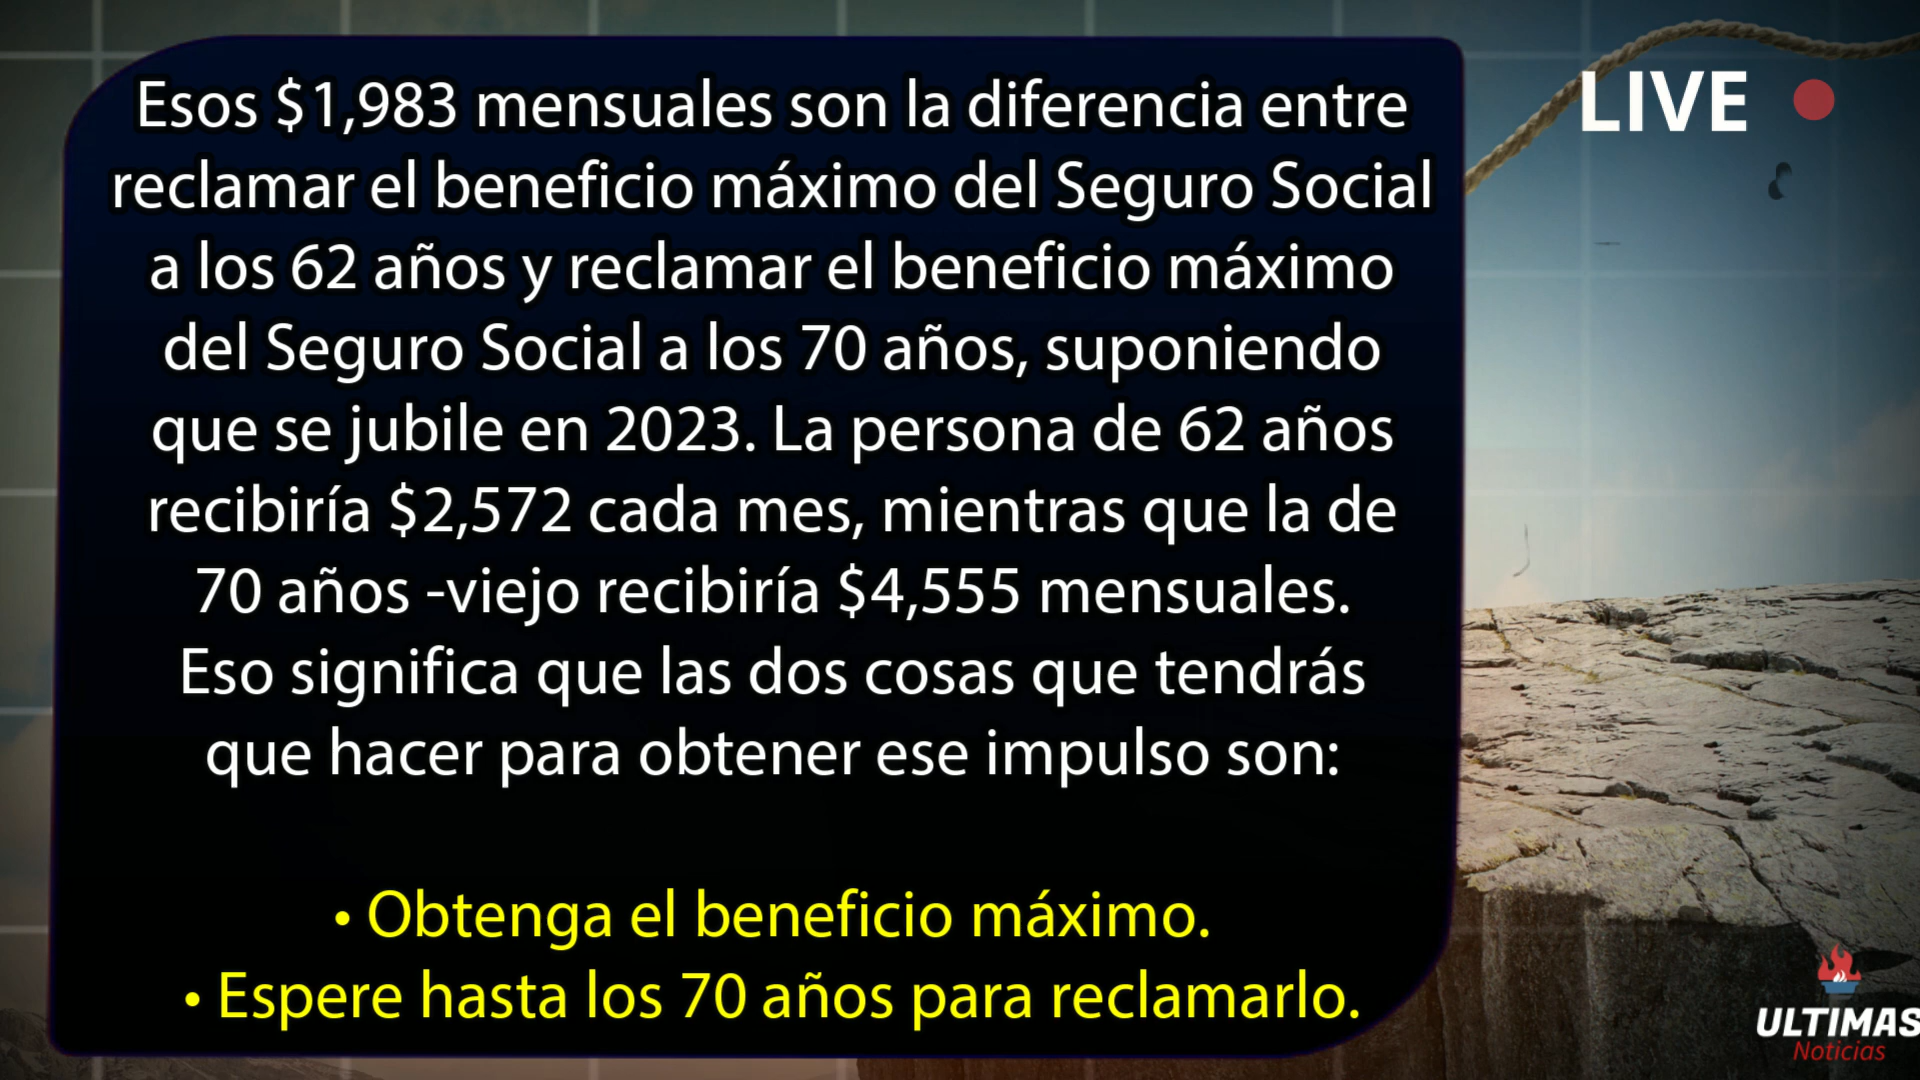 Esos $1,983 mensuales son la diferencia entre
reclamar el beneficio máximo del Seguro Social
a los 62 años y reclamar el beneficio máximo
del Seguro Social a los 70 años, suponiendo
que se jubile en 2023. La persona de 62 años
recibiría $2,572 cada mes, mientras que la de
70 años -viejo recibiría $4,555 mensuales.
Eso significa que las dos cosas que tendrás
que hacer para obtener ese impulso son:
• Obtenga el beneficio máximo.
• Espere hasta los 70 años para reclamarlo.
LIVE
ULTIMAS
Noticias